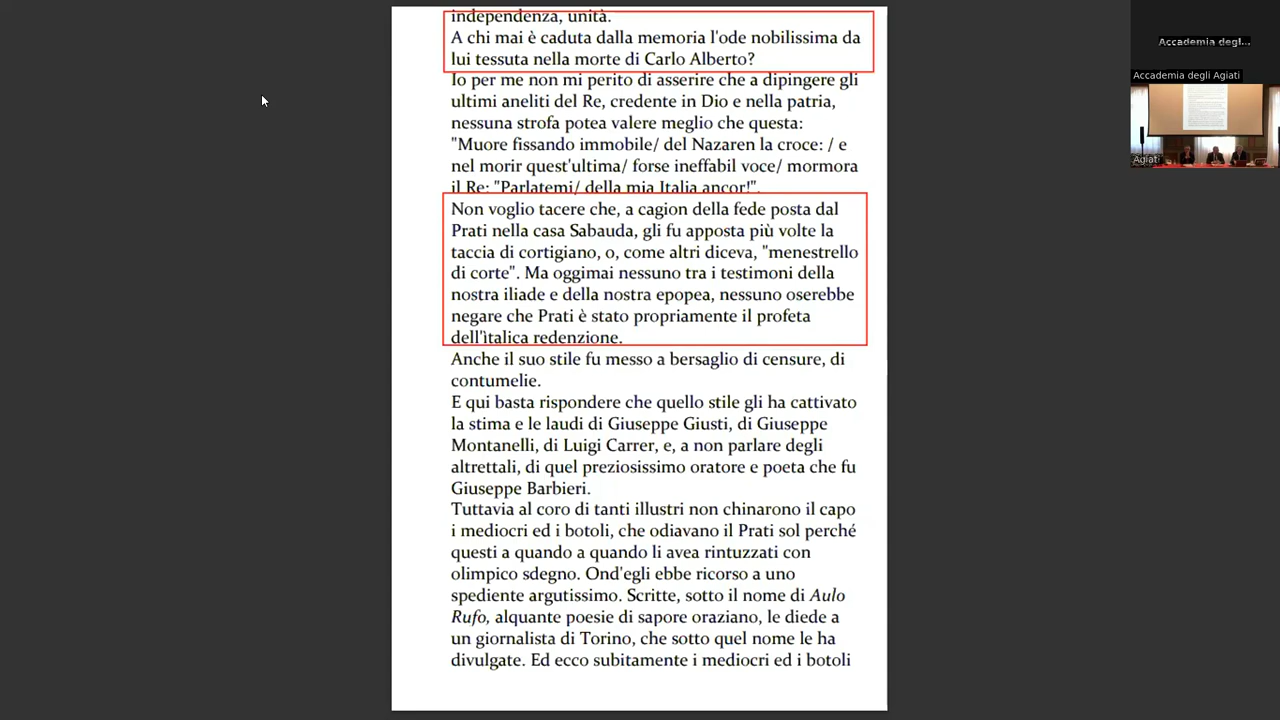 independenza, unità.
A chi mai è caduta dalla memoria l'ode nobilissima da
lui tessuta nella morte di Carlo Alberto?
Io per me non mi perito di asserire che a dipingere gli
ultimi aneliti del Re, credente in Dio e nella patria,
nessuna strofa potea valere meglio che questa:
"Muore fissando immobile/ del Nazaren la croce: / e
nel morir quest'ultima/ forse ineffabil voce/ mormora
il Re: "Parlatemi/ della mia Italia ancor!".
Non voglio tacere che, a cagion della fede posta dal
Prati nella casa Sabauda, gli fu apposta più volte la
taccia di cortigiano, o, come altri diceva, "menestrello
di corte". Ma oggimai nessuno tra i testimoni della
nostra iliade e della nostra epopea, nessuno oserebbe
negare che Prati è stato propriamente il profeta
dell'ìtalica redenzione.
Anche il suo stile fu messo a bersaglio di censure, di
contumelie.
E qui basta rispondere che quello stile gli ha cattivato
la stima e le laudi di Giuseppe Giusti, di Giuseppe
Montanelli, di Luigi Carrer, e, a non parlare degli
altrettali, di quel preziosissimo oratore e poeta che fu
Giuseppe Barbieri.
Tuttavia al coro di tanti illustri non chinarono il capo
i mediocri ed i botoli, che odiavano il Prati sol perché
questi a quando a quando li avea rintuzzati con
olimpico sdegno. Ond'egli ebbe ricorso a uno
spediente argutissimo. Scritte, sotto il nome di Aulo
Rufo, alquante poesie di sapore oraziano, le diede a
un giornalista di Torino, che sotto quel nome le ha
divulgate. Ed ecco subitamente i mediocri ed i botoli
Accademia degl...
Accademia degli Agiati
Agiati